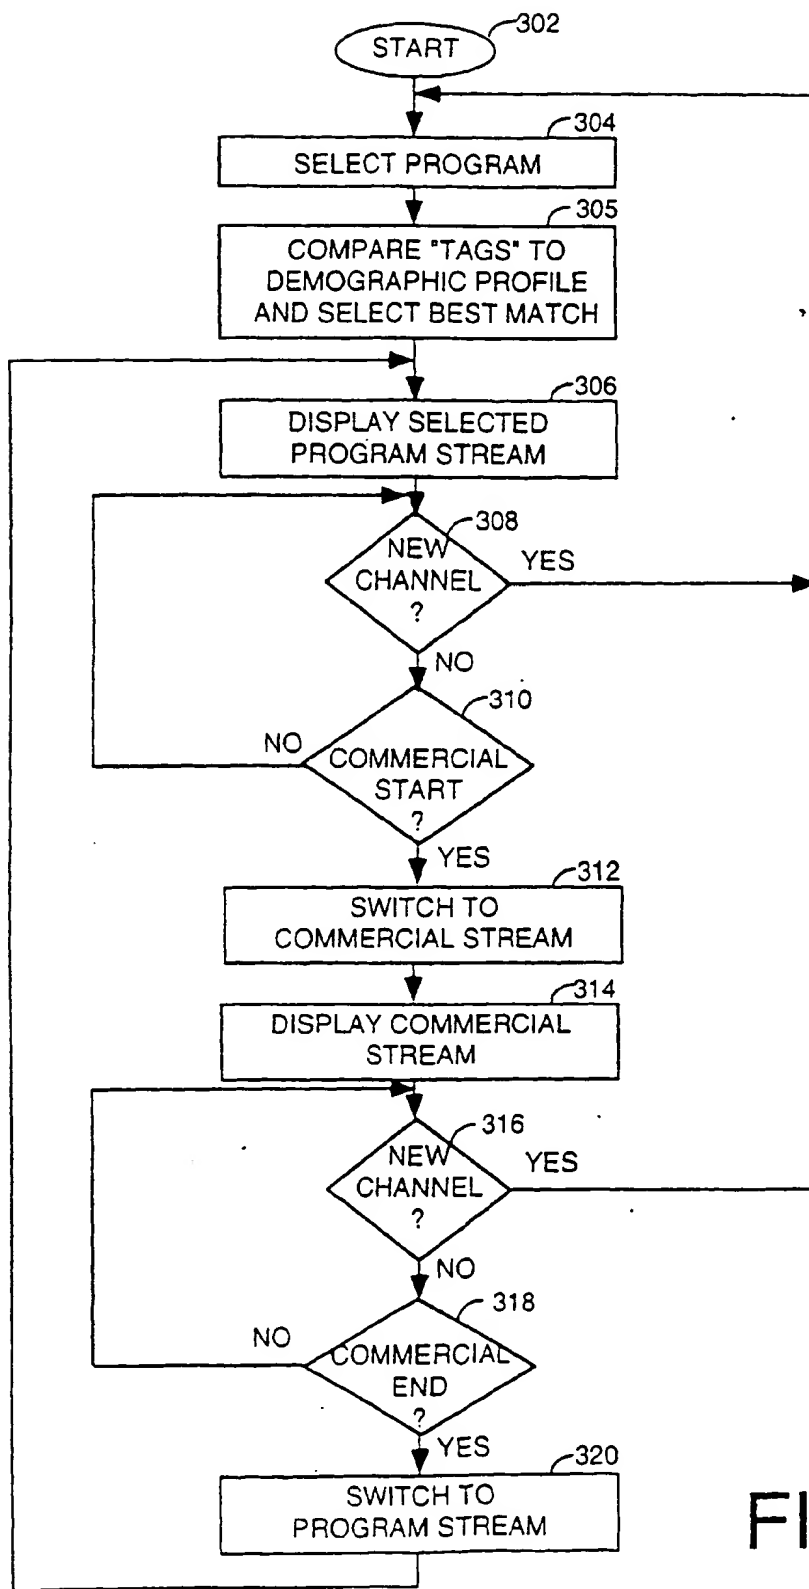 302
START
304
SELECT PROGRAM
305
COMPARE "TAGS" TO
DEMOGRAPHIC PROFILE
AND SELECT BEST MATCH
306
DISPLAY SELECTED
PROGRAM STREAM
308
NEW
CHANNEL
?
YES
NO
310
COMMERCIAL
START
?
NO
YES
312
SWITCH TO
COMMERCIAL STREAM
314
DISPLAY COMMERCIAL
STREAM
316
NEW
CHANNEL
?
YES
NO
318
COMMERCIAL
END
?
NO
YES
320
SWITCH TO
PROGRAM STREAM
FI